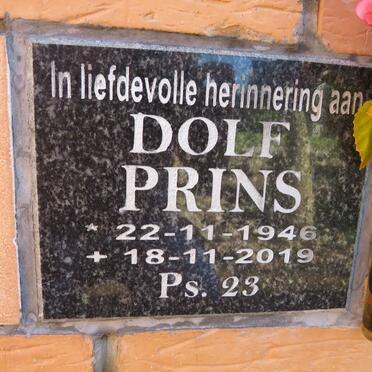 In liefdevolle herinnering aan
DOLF
PRINS
* 22-11-1946
+ 18-11-2019
Ps. 23